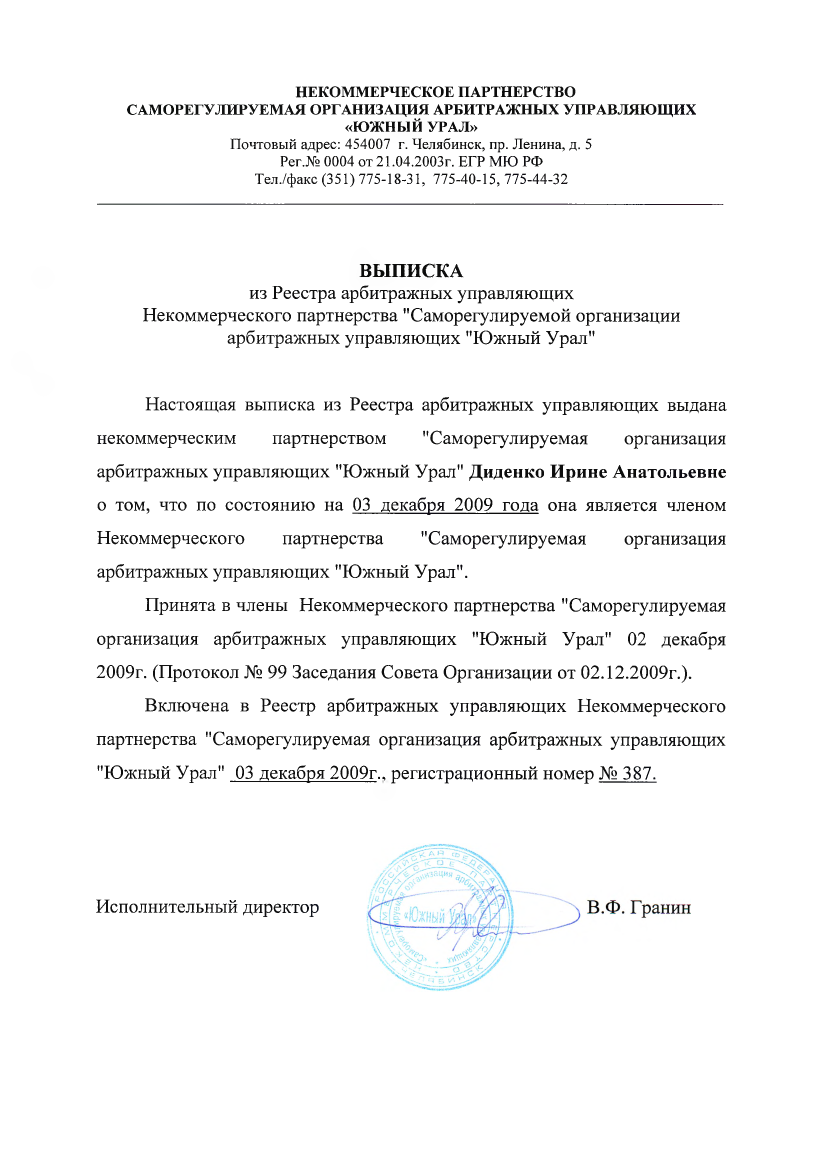 НЕКОММЕРЧЕСКОЕ ПАРТНЕРСТВО
САМОРЕГУЛИРУЕМАЯ ОРГАНИЗАЦИЯ АРБИТРАЖНЫХ УПРАВЛЯЮЩИХ
«ЮЖНЫЙ УРАЛ»
Почтовый адрес: 454007 г. Челябинск, пр. Ленина, д. 5
Рег.№ 0004 от 21.04.2003г. ЕГР МЮ РФ
Тел./факс (351) 775-18-31, 775-40-15, 775-44-32
ВЫПИСКА
из Реестра арбитражных управляющих
Некоммерческого партнерства "Саморегулируемой организации
арбитражных управляющих "Южный Урал"
Настоящая выписка из Реестра арбитражных управляющих выдана
некоммерческим партнерством "Саморегулируемая организация
арбитражных управляющих "Южный Урал" Диденко Ирине Анатольевне
о том, что по состоянию на 03 декабря 2009 года она является членом
Некоммерческого партнерства "Саморегулируемая организация
арбитражных управляющих "Южный Урал".
Принята в члены Некоммерческого партнерства "Саморегулируемая
организация арбитражных управляющих "Южный Урал" 02 декабря
2009г. (Протокол № 99 Заседания Совета Организации от 02.12.2009г.).
Включена в Реестр арбитражных управляющих Некоммерческого
партнерства "Саморегулируемая организация арбитражных управляющих
"Южный Урал" 03 декабря 2009г., регистрационный номер № 387.
Исполнительный директор
«Южный Урал»
В.Ф. Гранин